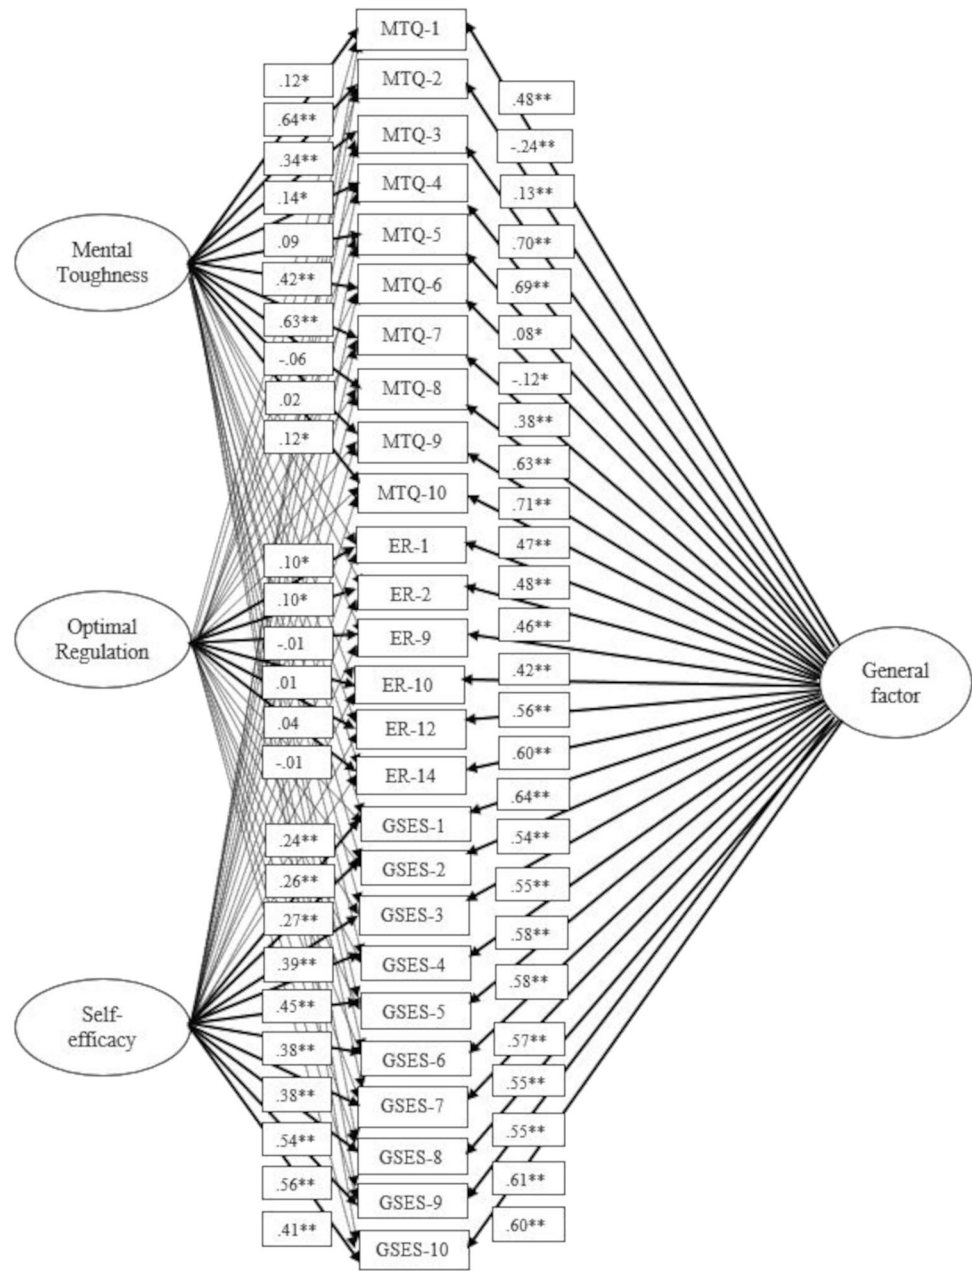 MTQ-1
.12*
MTQ-2
.48**
.64**
MTQ-3
-.24**
.34**
MTQ-4
.13**
.14*
MTQ-5
.70**
.09
Mental
Toughness
MTQ-6
.69**
.42**
MTQ-7
.08*
.63**
MTQ-8
-.12*
-.06
MTQ-9
.38**
.02
MTQ-10
.63**
.12*
ER-1
.71**
.10*
ER-2
.47**
.10*
ER-9
.48**
Optimal
Regulation
-.01
ER-10
.46**
.01
ER-12
.42**
General
factor
.04
ER-14
.56**
-.01
GSES-1
.60**
.24**
GSES-2
.64**
.26**
GSES-3
.54**
.27**
GSES-4
.55**
.39**
GSES-5
.58**
.45**
Self-
efficacy
GSES-6
.58**
.38**
GSES-7
.57**
.38**
GSES-8
.55**
.54**
GSES-9
.55**
.56**
GSES-10
.61**
.41**
.60**